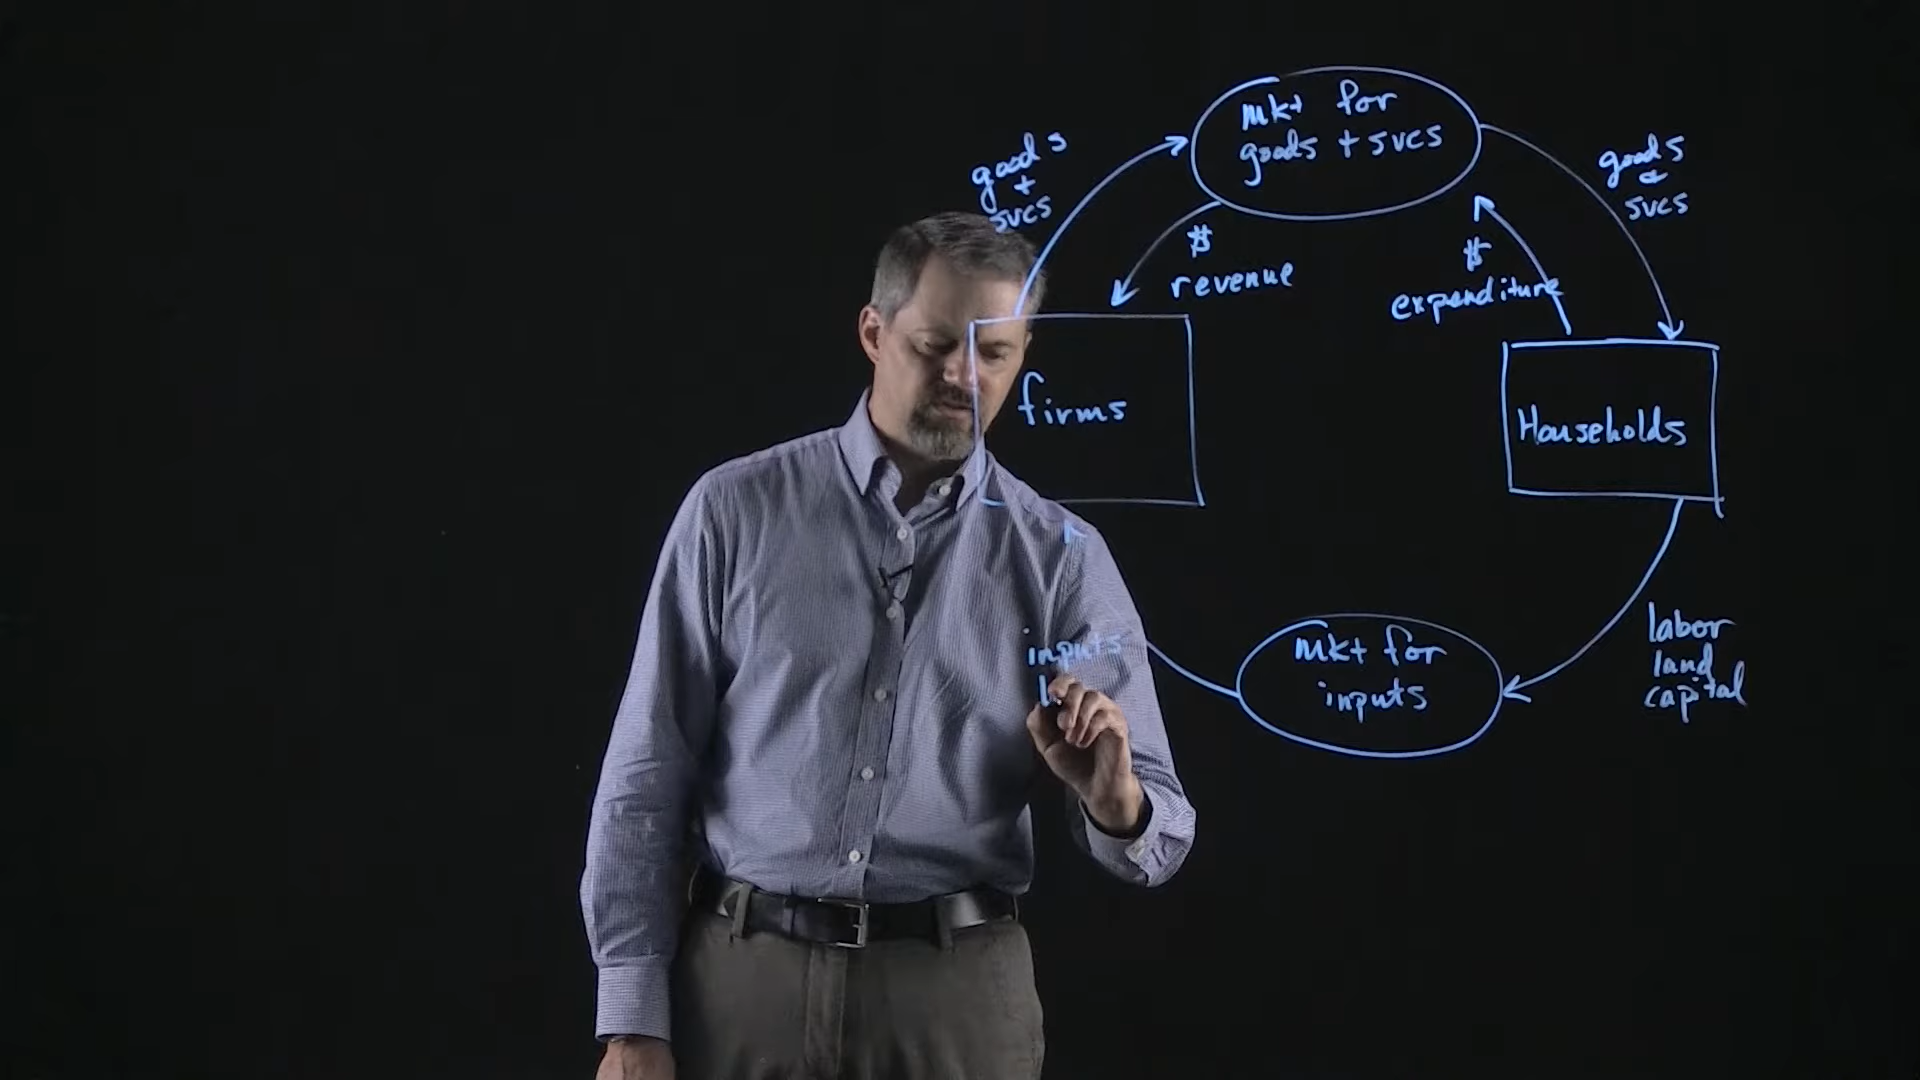 mkt for
goods + svcs
goods
+
svcs
goods
&
svcs
$
revenue
$
expenditure
firms
Households
inputs
mkt for
inputs
labor
land
capital